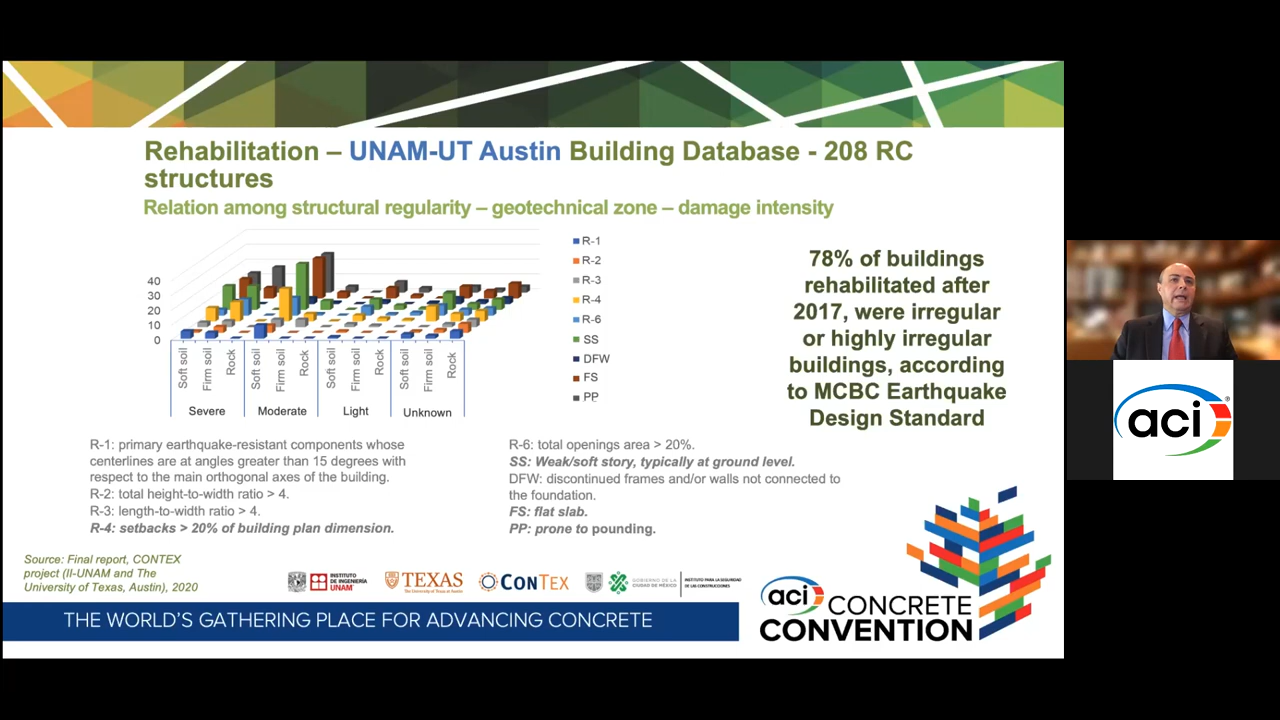 Rehabilitation – UNAM-UT Austin Building Database - 208 RC
structures
Relation among structural regularity – geotechnical zone – damage intensity
40
30
20
10
0
Soft soil
Firm soil
Rock
Soft soil
Firm soil
Rock
Soft soil
Firm soil
Rock
Soft soil
Firm soil
Rock
Severe
Moderate
Light
Unknown
R-1
R-2
R-3
R-4
R-6
SS
DFW
FS
PP
78% of buildings
rehabilitated after
2017, were irregular
or highly irregular
buildings, according
to MCBC Earthquake
Design Standard
R-1: primary earthquake-resistant components whose
centerlines are at angles greater than 15 degrees with
respect to the main orthogonal axes of the building.
R-2: total height-to-width ratio > 4.
R-3: length-to-width ratio > 4.
R-4: setbacks > 20% of building plan dimension.
R-6: total openings area > 20%.
SS: Weak/soft story, typically at ground level.
DFW: discontinued frames and/or walls not connected to
the foundation.
FS: flat slab.
PP: prone to pounding.
Source: Final report, CONTEX
project (II-UNAM and The
University of Texas, Austin), 2020
INSTITUTO
DE INGENIERÍA
UNAM
TEXAS
The University of Texas at Austin
CONTEX
GOBIERNO DE LA
CIUDAD DE MÉXICO
INSTITUTO PARA LA SEGURIDAD
DE LAS CONSTRUCCIONES
THE WORLD'S GATHERING PLACE FOR ADVANCING CONCRETE
aci CONCRETE
CONVENTION
aci®